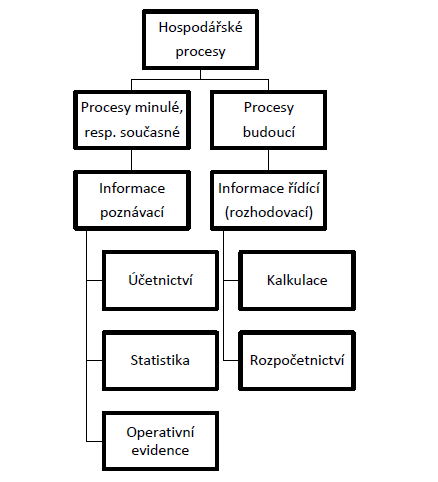 Hospodářské
procesy
Procesy minulé,
resp. současné
Procesy
budoucí
Informace
poznávací
Informace řídící
(rozhodovací)
Účetnictví
Kalkulace
Statistika
Rozpočetnictví
Operativní
evidence